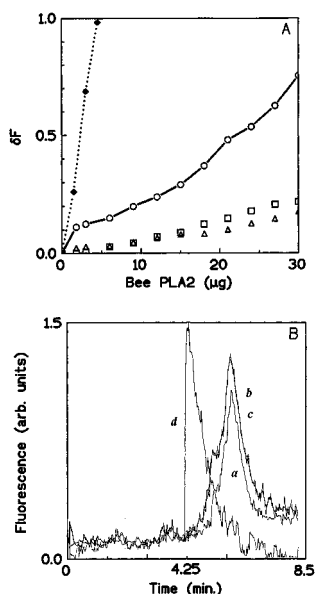 A
1.0
0.5
0.0
δF
0 10 20 30
Bee PLA2 (μg)
B
1.5
0.0
Fluorescence (arb. units)
d
b
c
a
0 4.25 8.5
Time (min.)